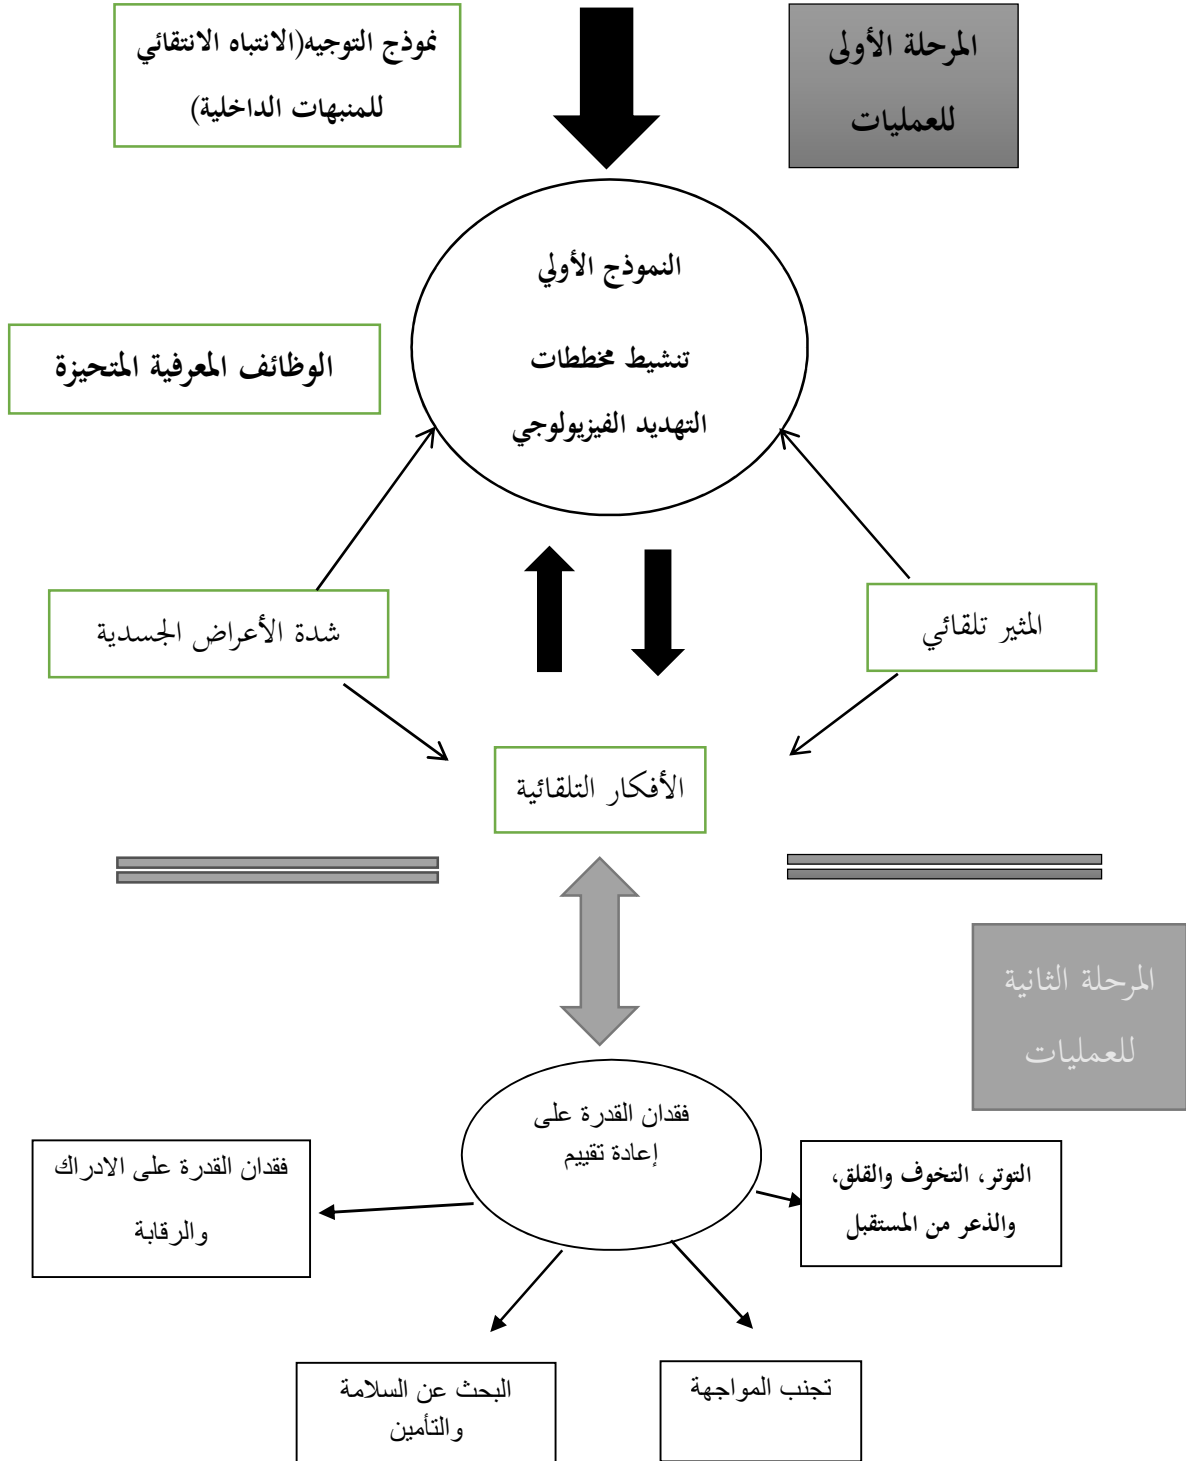 المرحلة الأولى
للعمليات
نموذج التوجيه(الانتباه الانتقائي
للمنبهات الداخلية)
النموذج الأولي
تنشيط مخططات
التهديد الفيزيولوجي
الوظائف المعرفية المتحيزة
المثير تلقائي
شدة الأعراض الجسدية
الأفكار التلقائية
المرحلة الثانية
للعمليات
فقدان القدرة على
إعادة تقييم
التوتر، التخوف والقلق،
والذعر من المستقبل
فقدان القدرة على الادراك
والرقابة
تجنب المواجهة
البحث عن السلامة
والتأمين